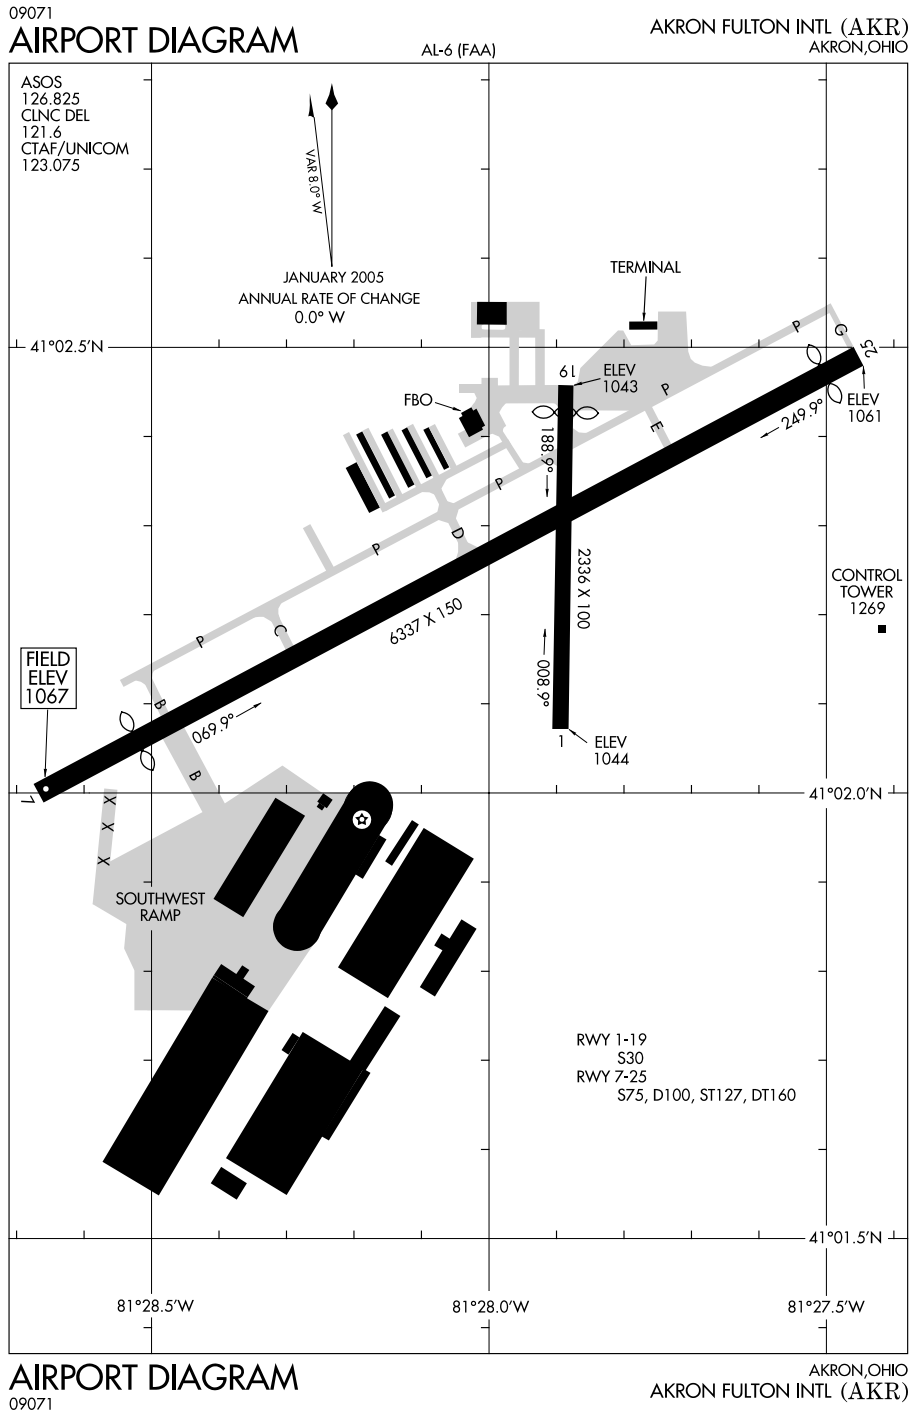 09071
AIRPORT DIAGRAM
AL-6 (FAA)
AKRON FULTON INTL (AKR)
AKRON,OHIO
ASOS
126.825
CLNC DEL
121.6
CTAF/UNICOM
123.075
VAR 8.0° W
JANUARY 2005
ANNUAL RATE OF CHANGE
0.0° W
TERMINAL
41°02.5'N
P
G
25
19
ELEV
1043
ELEV
1061
FBO
P
249.9°
E
188.9°
P
D
P
2336 X 100
CONTROL
TOWER
1269
6337 X 150
C
P
FIELD
ELEV
1067
008.9°
B
069.9°
1
ELEV
1044
B
7
41°02.0'N
X
X
X
SOUTHWEST
RAMP
RWY 1-19
S30
RWY 7-25
S75, D100, ST127, DT160
41°01.5'N
81°28.5'W
81°28.0'W
81°27.5'W
AIRPORT DIAGRAM
09071
AKRON,OHIO
AKRON FULTON INTL (AKR)